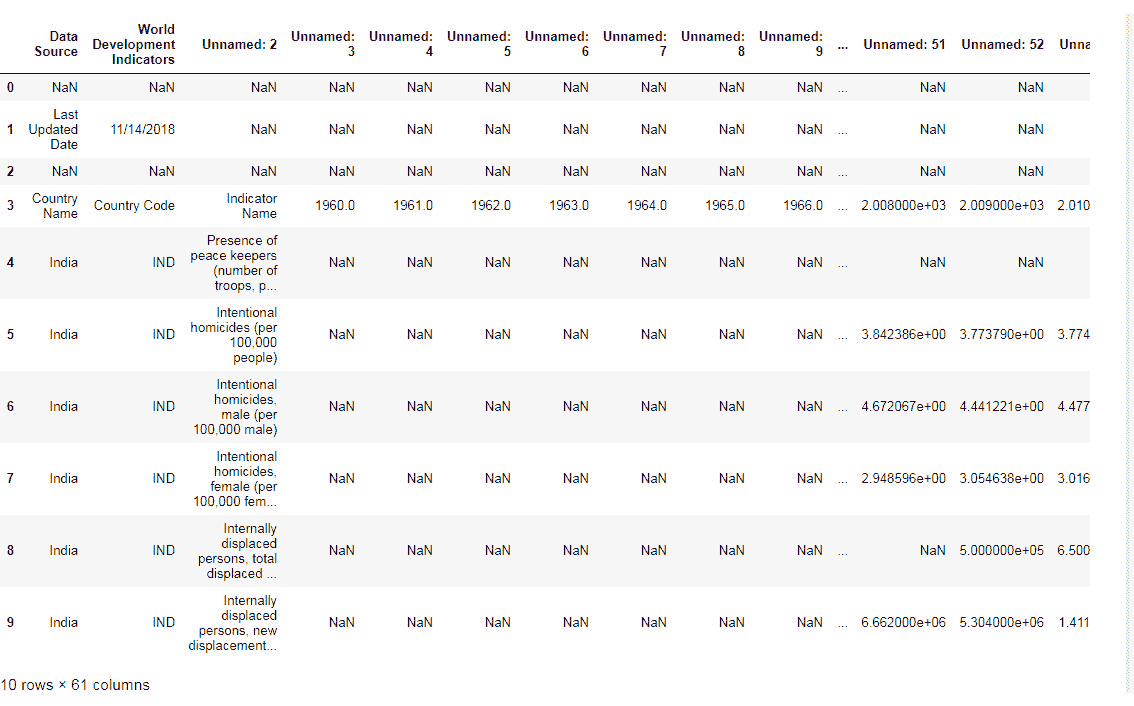 Data Source World Development Indicators Unnamed: 2 Unnamed: 3 Unnamed: 4 Unnamed: 5 Unnamed: 6 Unnamed: 7 Unnamed: 8 Unnamed: 9 ... Unnamed: 51 Unnamed: 52 Unna
0 NaN NaN NaN NaN NaN NaN NaN NaN NaN NaN ... NaN NaN
1 Last Updated Date 11/14/2018 NaN NaN NaN NaN NaN NaN NaN NaN ... NaN NaN
2 NaN NaN NaN NaN NaN NaN NaN NaN NaN NaN ... NaN NaN
3 Country Name Country Code Indicator Name 1960.0 1961.0 1962.0 1963.0 1964.0 1965.0 1966.0 ... 2.008000e+03 2.009000e+03 2.010
4 India IND Presence of peace keepers (number of troops, p... NaN NaN NaN NaN NaN NaN NaN ... NaN NaN
5 India IND Intentional homicides (per 100,000 people) NaN NaN NaN NaN NaN NaN NaN ... 3.842386e+00 3.773790e+00 3.774
6 India IND Intentional homicides, male (per 100,000 male) NaN NaN NaN NaN NaN NaN NaN ... 4.672067e+00 4.441221e+00 4.477
7 India IND Intentional homicides, female (per 100,000 fem... NaN NaN NaN NaN NaN NaN NaN ... 2.948596e+00 3.054638e+00 3.016
8 India IND Internally displaced persons, total displaced ... NaN NaN NaN NaN NaN NaN NaN ... NaN 5.000000e+05 6.500
9 India IND Internally displaced persons, new displacement... NaN NaN NaN NaN NaN NaN NaN ... 6.662000e+06 5.304000e+06 1.411
10 rows × 61 columns